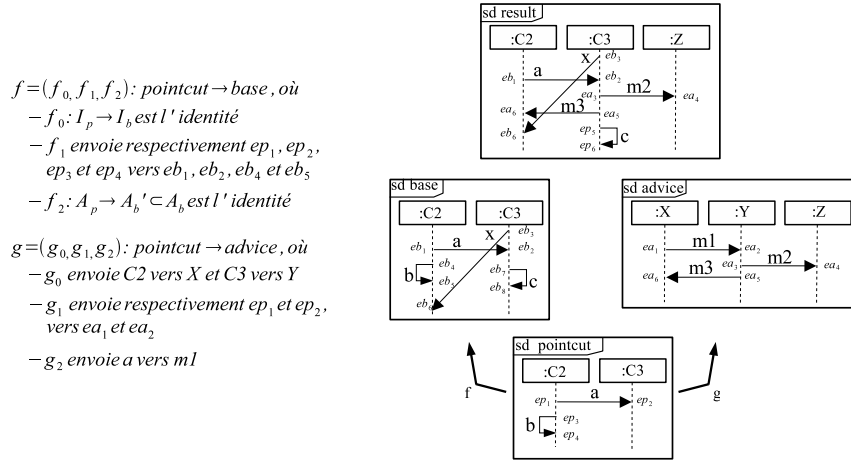 f=(f0, f1, f2): pointcut→base, où
−f0: Ip→Ib est l'identité
−f1 envoie respectivement ep1, ep2,
ep3 et ep4 vers eb1, eb2, eb4 et eb5
−f2: Ap→Ab'⊂Ab est l'identité
g=(g0, g1, g2): pointcut→advice, où
−g0 envoie C2 vers X et C3 vers Y
−g1 envoie respectivement ep1 et ep2,
vers ea1 et ea2
−g2 envoie a vers m1
sd result
:C2 :C3 :Z
x eb3
eb1 a eb2
ea3 m2 ea4
ea6 m3 ea5
eb6 ep5 c
ep6
sd base
:C2 :C3
x eb3
eb1 a eb2
eb4
b eb5 eb7
eb8 c
eb6
sd advice
:X :Y :Z
ea1 m1 ea2
ea3 m2 ea4
ea6 m3 ea5
f
g
sd pointcut
:C2 :C3
ep1 a ep2
b ep3
ep4